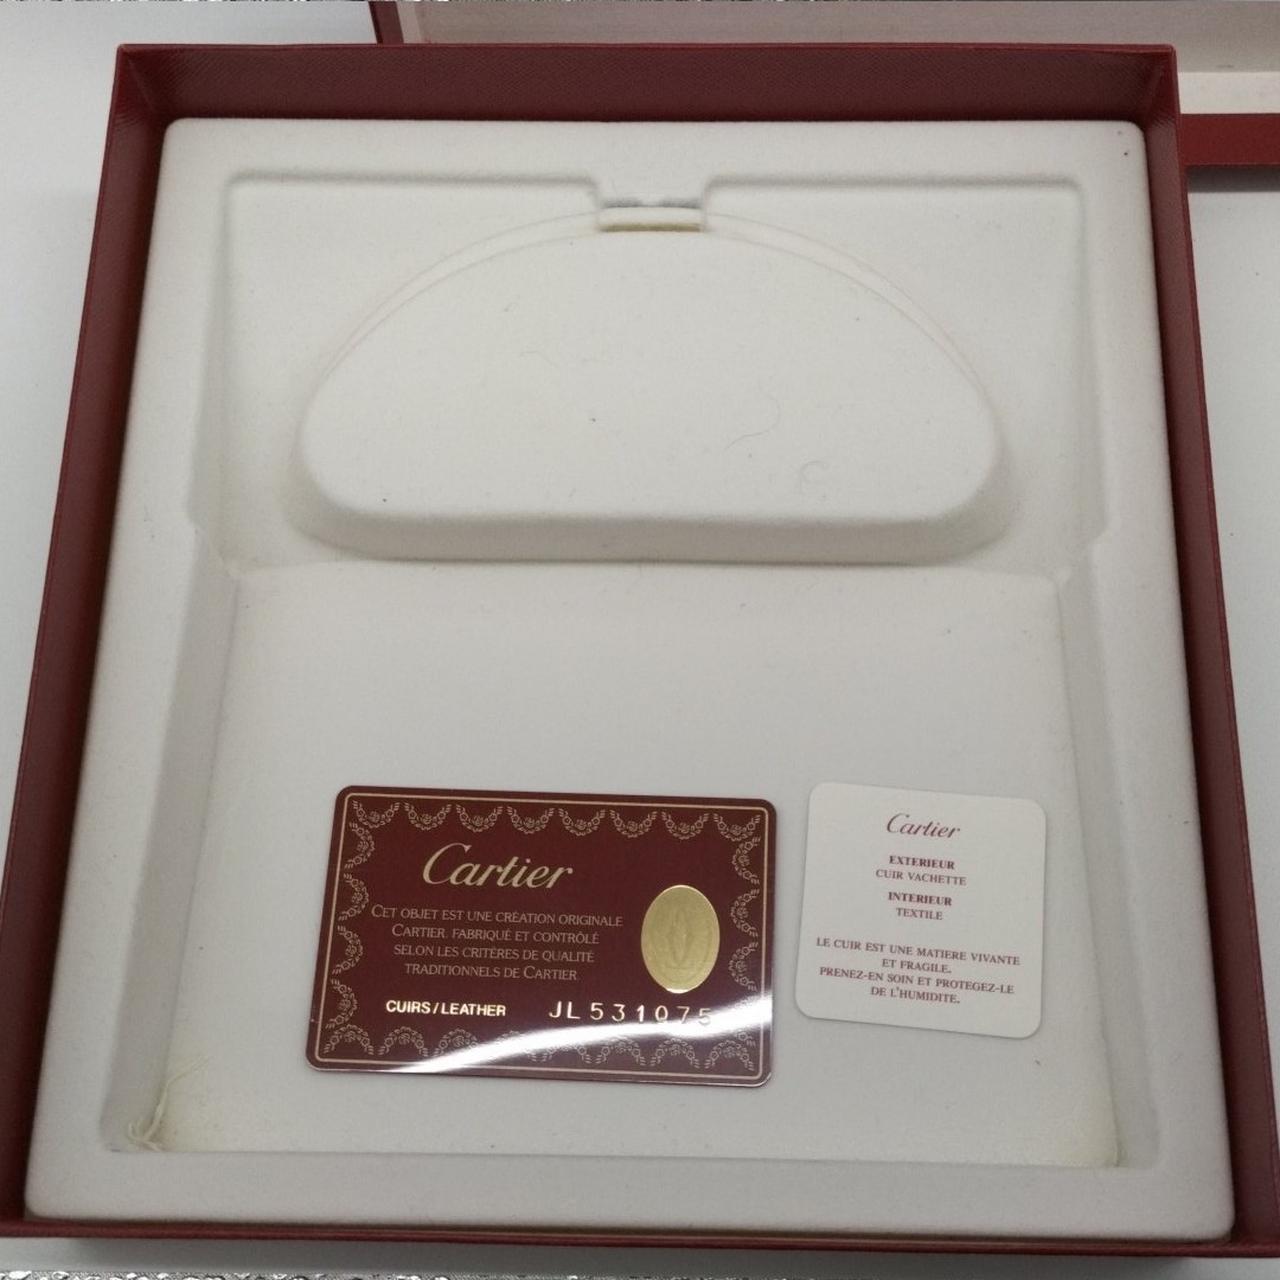 Cartier
CET OBJET EST UNE CRÉATION ORIGINALE
CARTIER, FABRIQUÉ ET CONTRÔLÉ
SELON LES CRITÈRES DE QUALITÉ
TRADITIONNELS DE CARTIER
CUIRS/LEATHER JL531075
Cartier
EXTERIEUR
CUIR VACHETTE
INTERIEUR
TEXTILE
LE CUIR EST UNE MATIERE VIVANTE
ET FRAGILE.
PRENEZ-EN SOIN ET PROTEGEZ-LE
DE L'HUMIDITE.